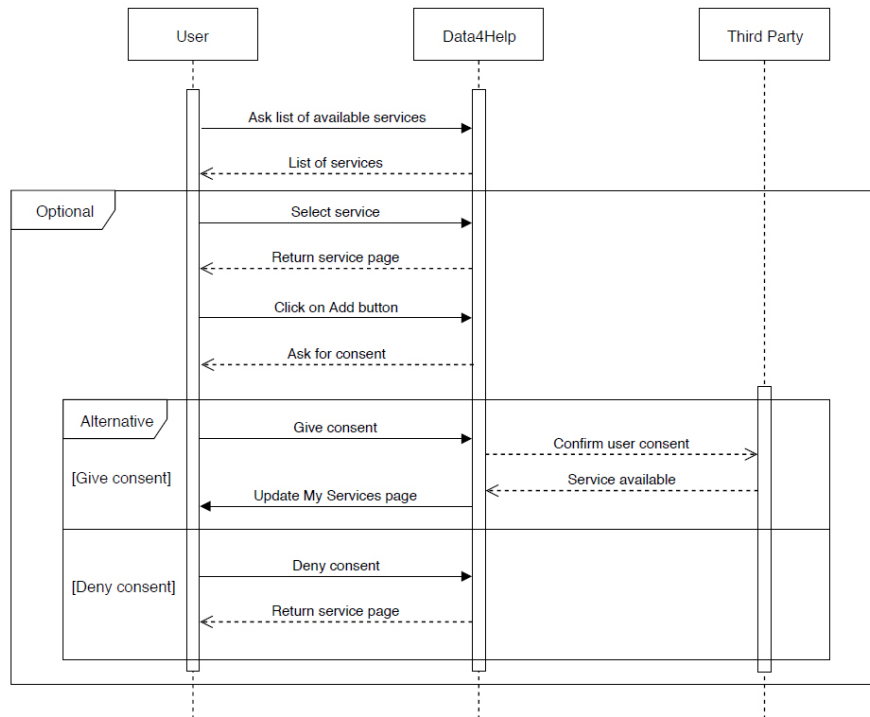 User
Data4Help
Third Party
Ask list of available services
List of services
Optional
Select service
Return service page
Click on Add button
Ask for consent
Alternative
Give consent
Confirm user consent
[Give consent]
Service available
Update My Services page
Deny consent
[Deny consent]
Return service page